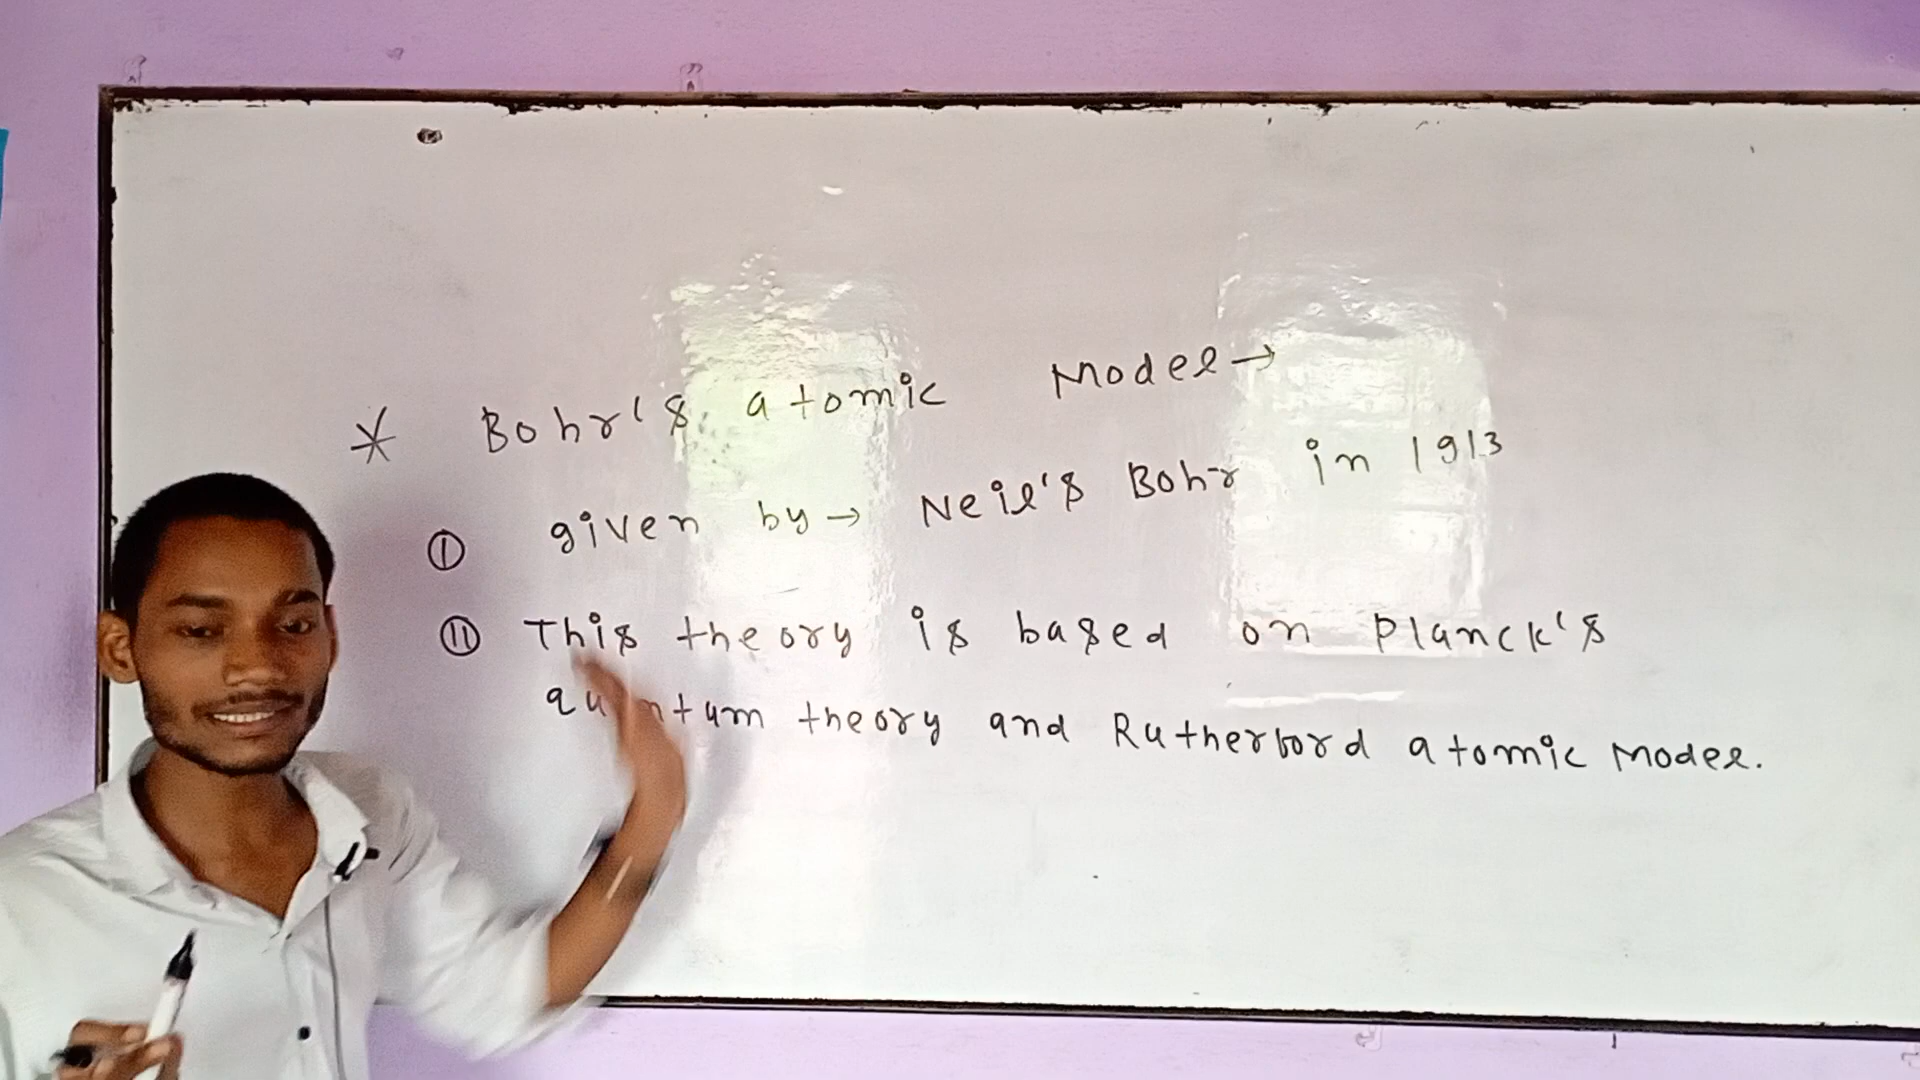 * Bohr's atomic Model →
① given by → Neil's Bohr in 1913
② This theory is based on Planck's
quantum theory and Rutherford atomic Model.